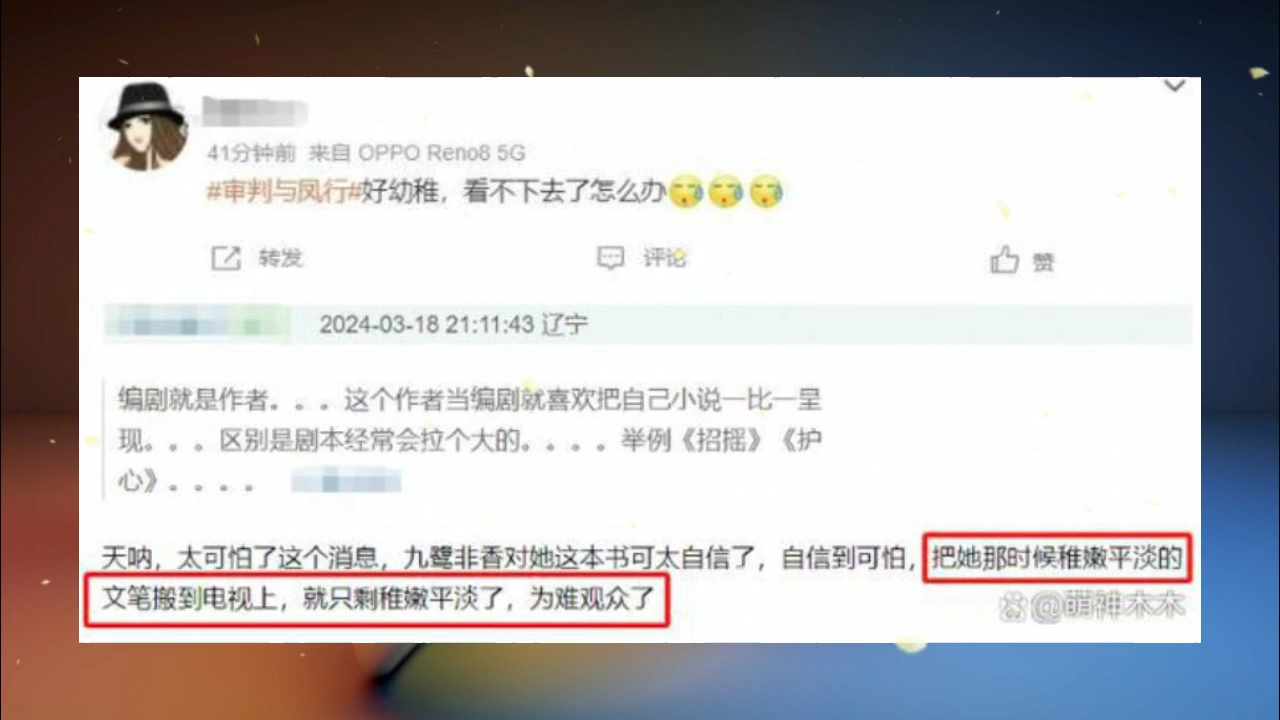 41分钟前 来自 OPPO Reno8 5G
#审判与凤行#好幼稚，看不下去了怎么办
转发 评论 赞
2024-03-18 21:11:43 辽宁
编剧就是作者。。。这个作者当编剧就喜欢把自己小说一比一呈
现。。。区别是剧本经常会拉个大的。。。。举例《招摇》《护
心》。。。。
天呐，太可怕了这个消息，九鹭非香对她这本书可太自信了，自信到可怕，把她那时候稚嫩平淡的
文笔搬到电视上，就只剩稚嫩平淡了，为难观众了
@萌神木木